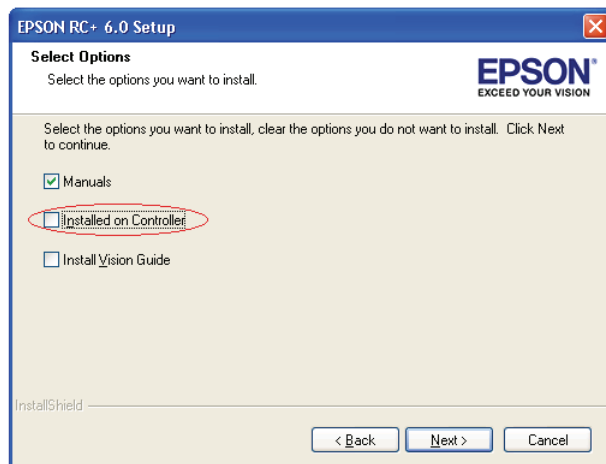 EPSON RC+ 6.0 Setup
Select Options
Select the options you want to install.
EPSON®
EXCEED YOUR VISION
Select the options you want to install, clear the options you do not want to install. Click Next
to continue.
Manuals
Installed on Controller
Install Vision Guide
InstallShield
< Back Next > Cancel